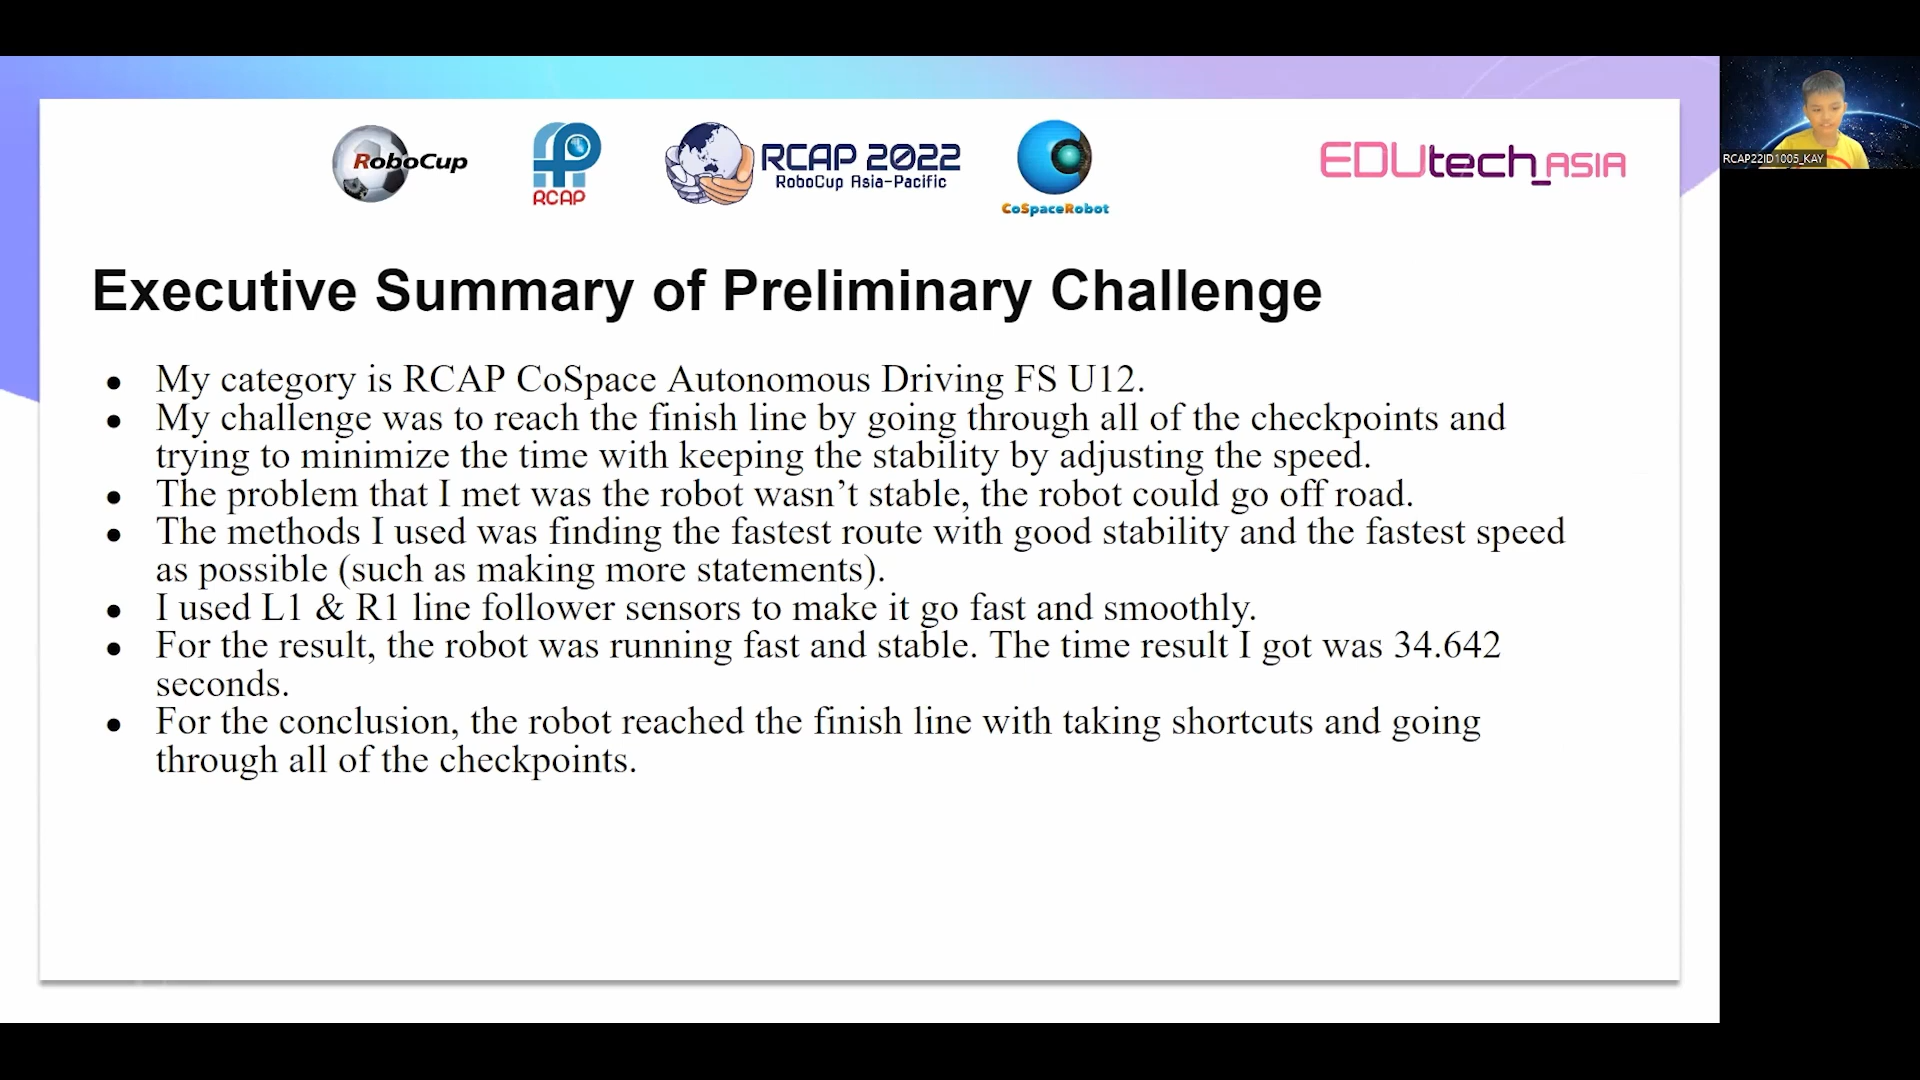 RoboCup
RCAP
RCAP 2022
RoboCup Asia-Pacific
CoSpaceRobot
EDUtech_ASIA
RCAP22ID1005_KAY
Executive Summary of Preliminary Challenge
● My category is RCAP CoSpace Autonomous Driving FS U12.
● My challenge was to reach the finish line by going through all of the checkpoints and
trying to minimize the time with keeping the stability by adjusting the speed.
● The problem that I met was the robot wasn’t stable, the robot could go off road.
● The methods I used was finding the fastest route with good stability and the fastest speed
as possible (such as making more statements).
● I used L1 & R1 line follower sensors to make it go fast and smoothly.
● For the result, the robot was running fast and stable. The time result I got was 34.642
seconds.
● For the conclusion, the robot reached the finish line with taking shortcuts and going
through all of the checkpoints.